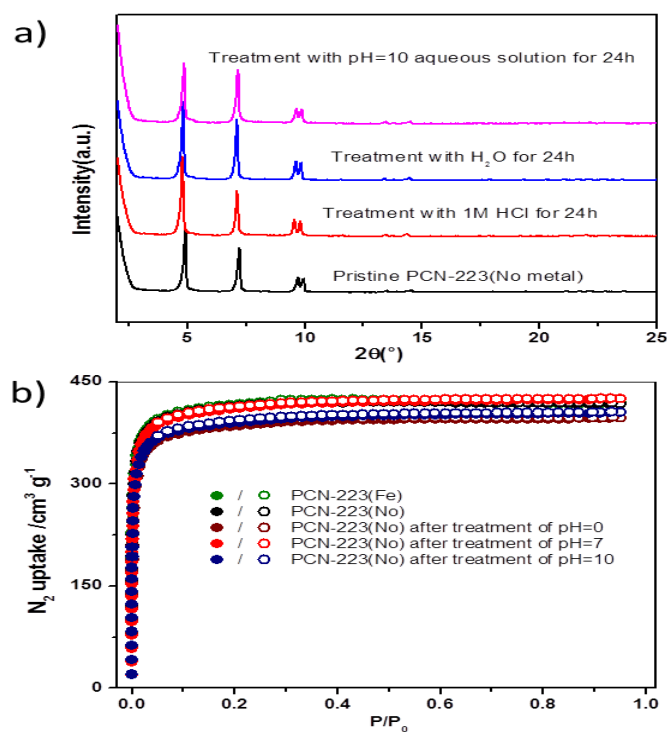 a)
Treatment with pH=10 aqueous solution for 24h
Treatment with H₂O for 24h
Treatment with 1M HCl for 24h
Pristine PCN-223(No metal)
Intensity(a.u.)
5 10 15 20 25
2Θ(°)
b)
450
300
150
0
N₂ uptake /cm³ g⁻¹
/ PCN-223(Fe)
/ PCN-223(No)
/ PCN-223(No) after treatment of pH=0
/ PCN-223(No) after treatment of pH=7
/ PCN-223(No) after treatment of pH=10
0.0 0.2 0.4 0.6 0.8 1.0
P/P₀